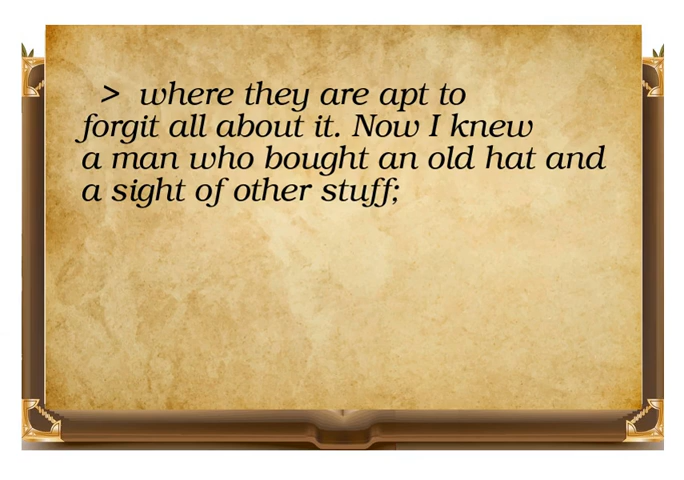 > where they are apt to
forgit all about it. Now I knew
a man who bought an old hat and
a sight of other stuff;